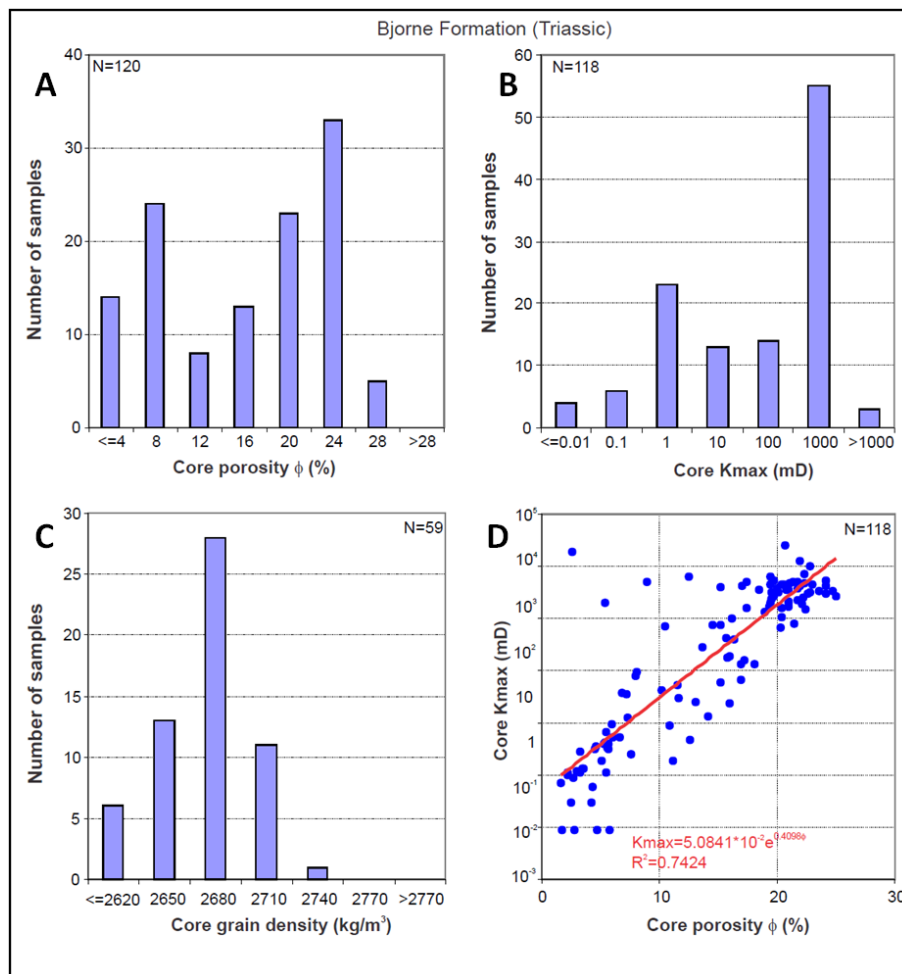 Bjorne Formation (Triassic)
A
N=120
Number of samples
40
30
20
10
0
<=4 8 12 16 20 24 28 >28
Core porosity ϕ (%)
B
N=118
Number of samples
60
50
40
30
20
10
0
<=0.01 0.1 1 10 100 1000 >1000
Core Kmax (mD)
C
N=59
Number of samples
30
25
20
15
10
5
0
<=2620 2650 2680 2710 2740 2770 >2770
Core grain density (kg/m³)
D
N=118
Core Kmax (mD)
10⁵
10⁴
10³
10²
10
1
10⁻¹
10⁻²
10⁻³
Kmax=5.0841*10⁻²e⁰·⁴⁰⁹⁸ᶲ
R²=0.7424
0 10 20 30
Core porosity ϕ (%)